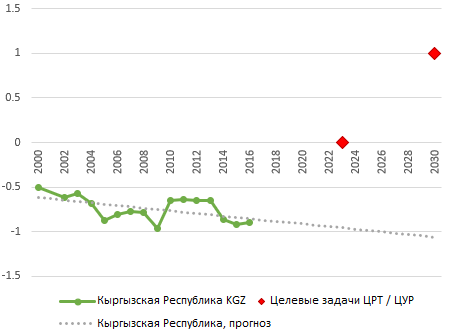 1.5
1
0.5
0
-0.5
-1
-1.5
2000 2002 2004 2006 2008 2010 2012 2014 2016 2018 2020 2022 2024 2026 2028 2030
Кыргызская Республика KGZ Целевые задачи ЦРТ / ЦУР
Кыргызская Республика, прогноз